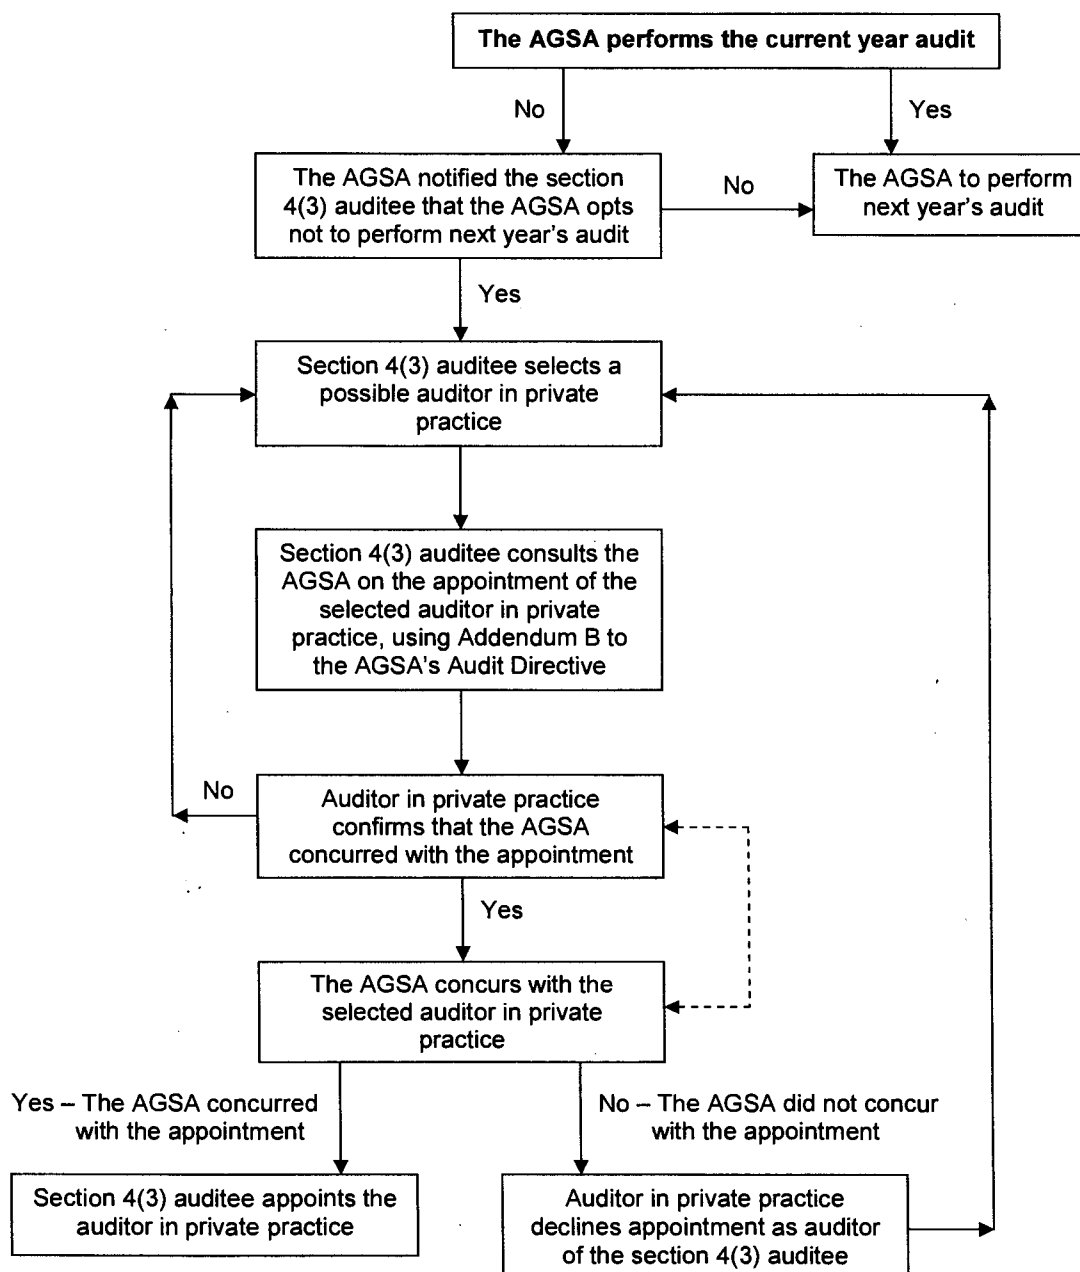 The AGSA performs the current year audit
No
Yes
The AGSA notified the section
4(3) auditee that the AGSA opts
not to perform next year's audit
No
The AGSA to perform
next year's audit
Yes
Section 4(3) auditee selects a
possible auditor in private
practice
Section 4(3) auditee consults the
AGSA on the appointment of the
selected auditor in private
practice, using Addendum B to
the AGSA's Audit Directive
No
Auditor in private practice
confirms that the AGSA
concurred with the appointment
Yes
The AGSA concurs with the
selected auditor in private
practice
Yes – The AGSA concurred
with the appointment
No – The AGSA did not concur
with the appointment
Section 4(3) auditee appoints the
auditor in private practice
Auditor in private practice
declines appointment as auditor
of the section 4(3) auditee